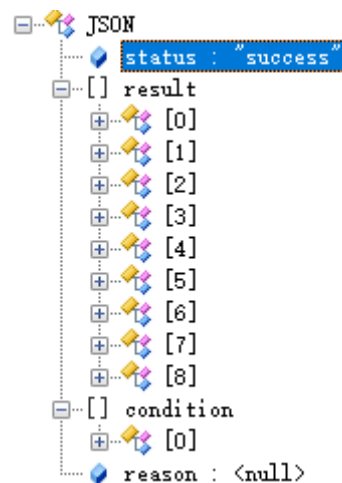 JSON
status : "success"
[] result
[0]
[1]
[2]
[3]
[4]
[5]
[6]
[7]
[8]
[] condition
[0]
reason : <null>